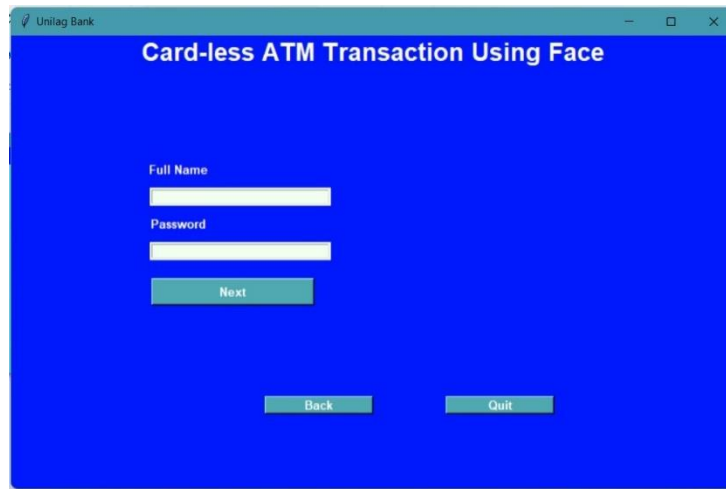 Unilag Bank
Card-less ATM Transaction Using Face
Full Name
Password
Next
Back Quit